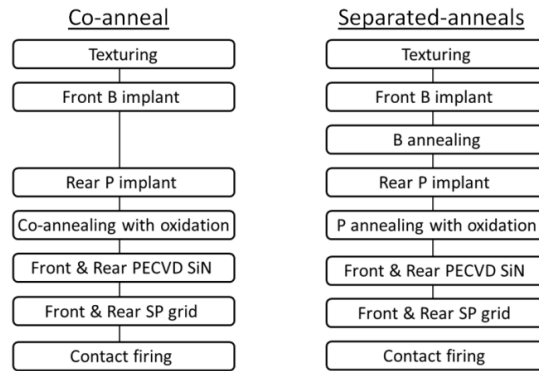 Co-anneal
Texturing
Front B implant
Rear P implant
Co-annealing with oxidation
Front & Rear PECVD SiN
Front & Rear SP grid
Contact firing
Separated-anneals
Texturing
Front B implant
B annealing
Rear P implant
P annealing with oxidation
Front & Rear PECVD SiN
Front & Rear SP grid
Contact firing